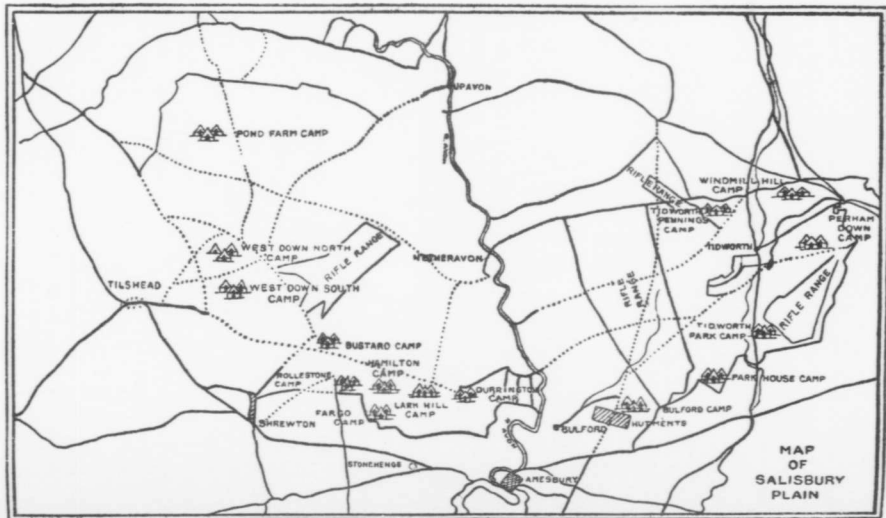 UPAVON
POND FARM CAMP
WINDMILL HILL
CAMP
RIFLE RANGE
TIDWORTH
PENNINGS
CAMP
PERHAM
DOWN
CAMP
TIDWORTH
WEST DOWN NORTH
CAMP
RIFLE RANGE
NETHERAVON
RIFLE
RANGE
TILSHEAD
WEST DOWN SOUTH
CAMP
RIFLE RANGE
TIDWORTH
PARK CAMP
BUSTARD CAMP
HAMILTON
CAMP
ROLLESTONE
CAMP
PARK HOUSE CAMP
DURRINGTON
CAMP
LARK HILL
CAMP
FARGO
CAMP
BULFORD CAMP
SHREWTON
BULFORD
HUTMENTS
STONEHENGE
AMESBURY
MAP
OF
SALISBURY
PLAIN